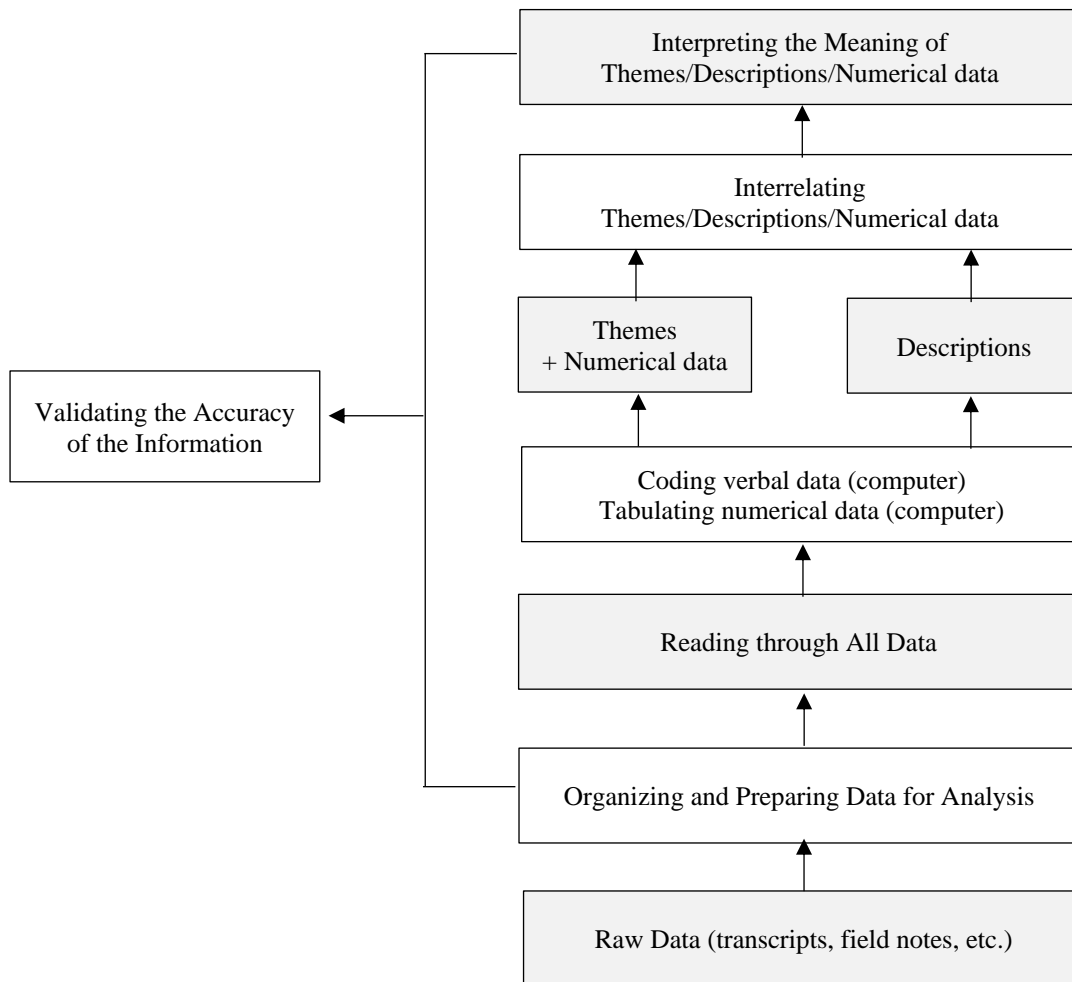 Interpreting the Meaning of
Themes/Descriptions/Numerical data
Interrelating
Themes/Descriptions/Numerical data
Themes
+ Numerical data
Descriptions
Validating the Accuracy
of the Information
Coding verbal data (computer)
Tabulating numerical data (computer)
Reading through All Data
Organizing and Preparing Data for Analysis
Raw Data (transcripts, field notes, etc.)